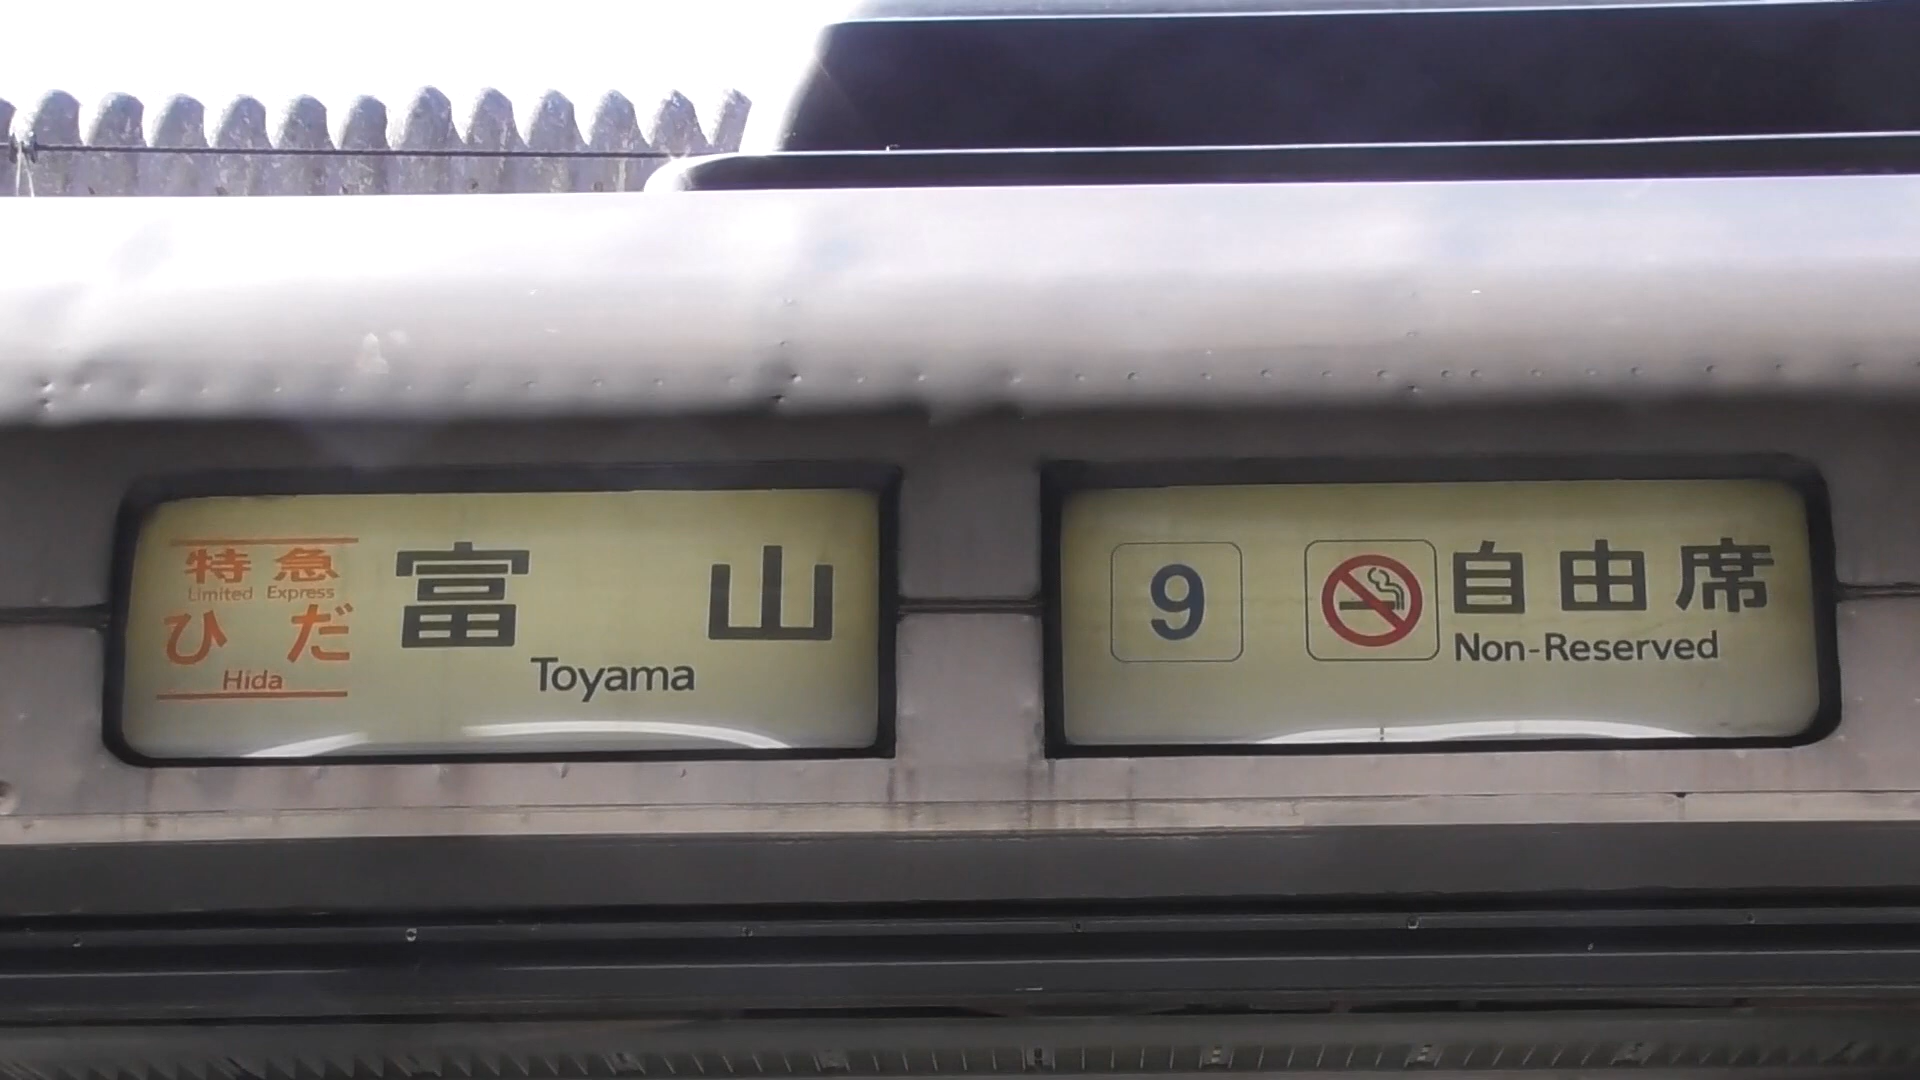 特急
Limited Express
ひだ
Hida
富山
Toyama
9
自由席
Non-Reserved